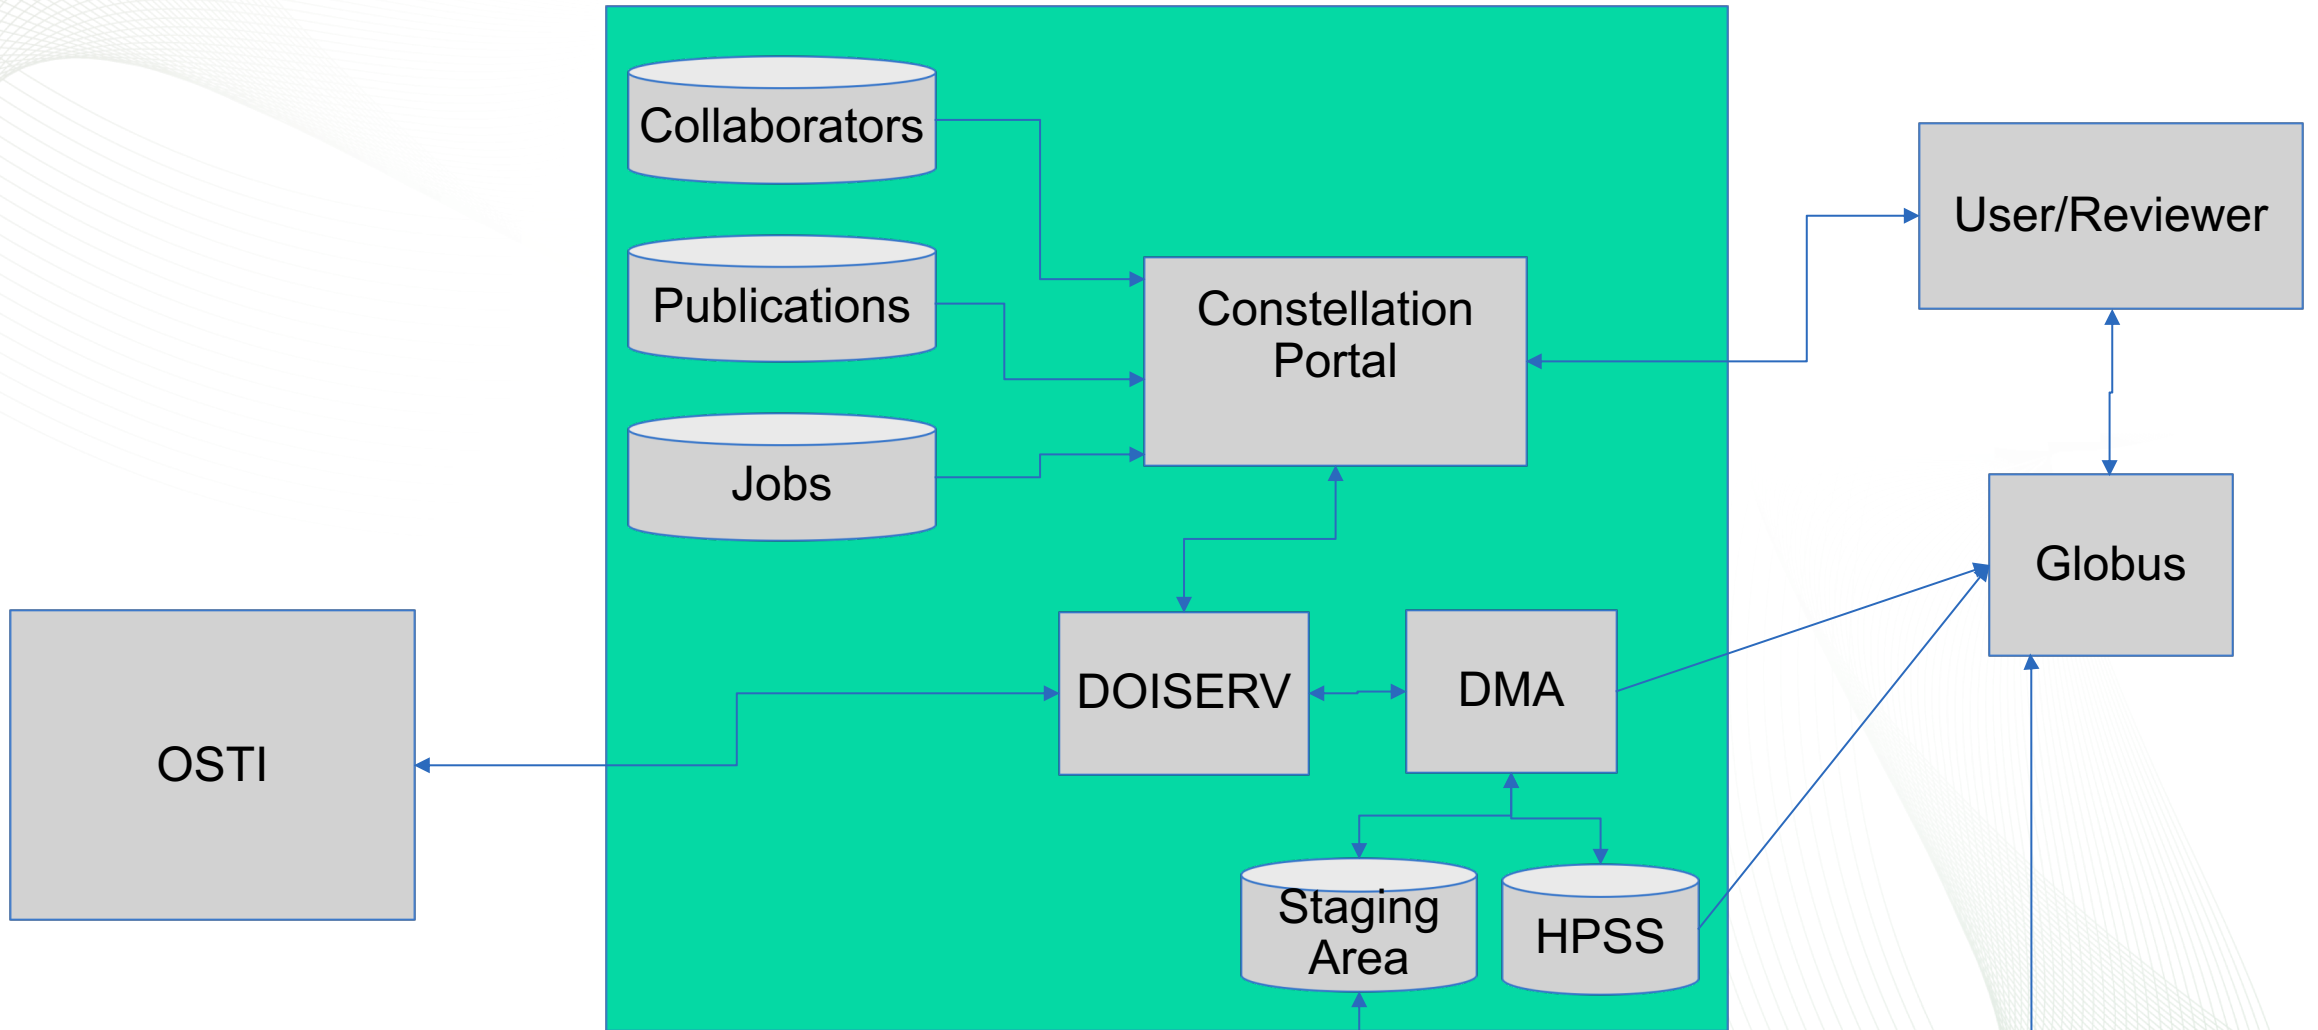 Collaborators
Publications
Jobs
Constellation
Portal
User/Reviewer
Globus
OSTI
DOISERV
DMA
Staging
Area
HPSS